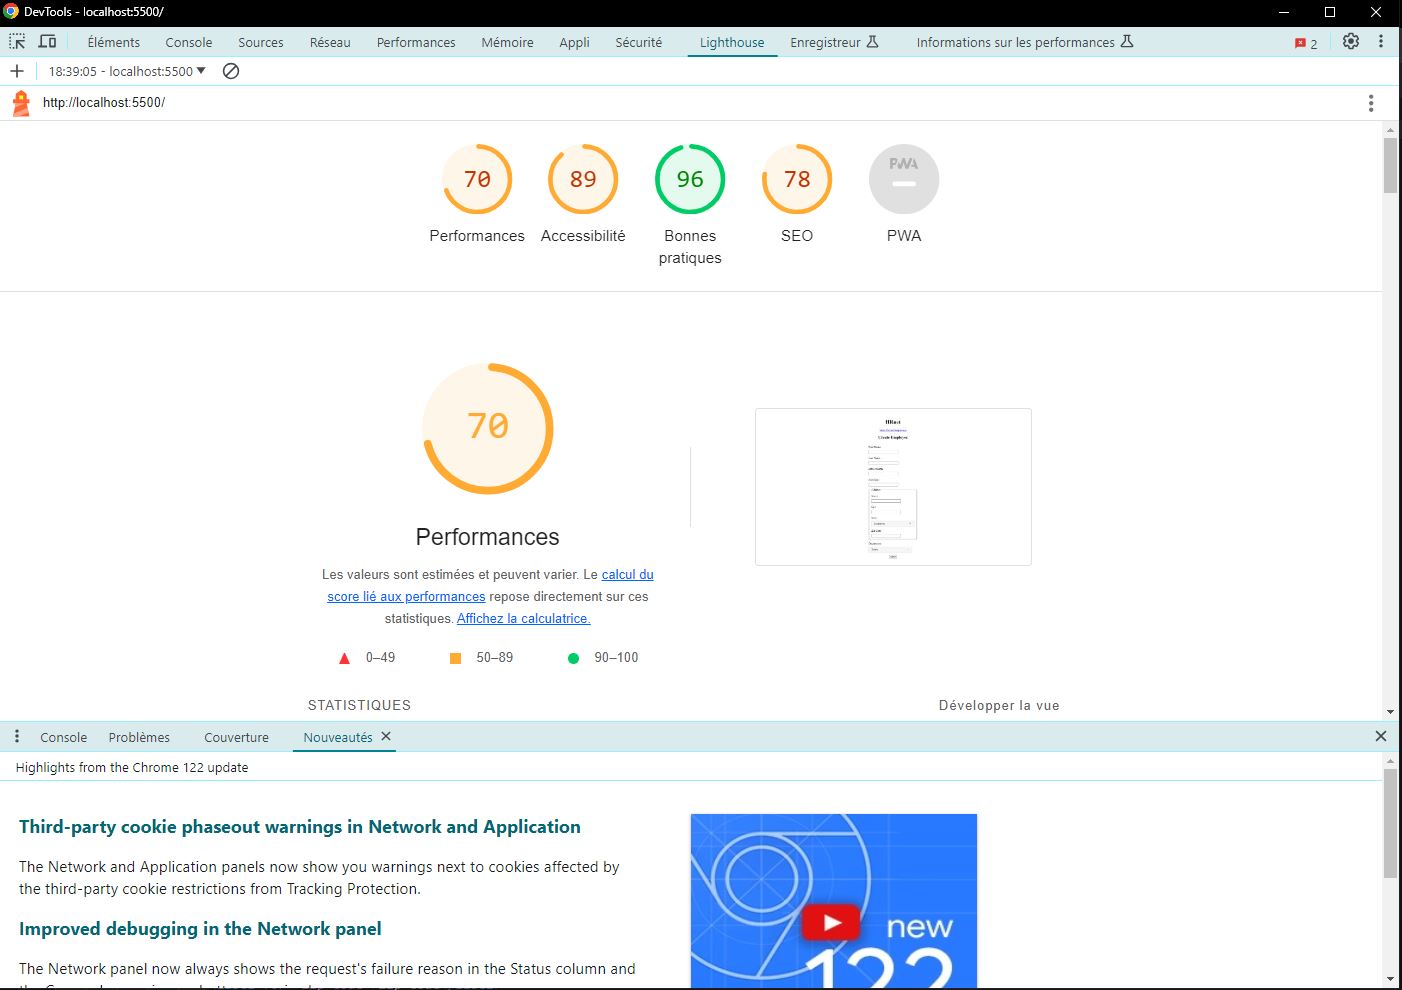 DevTools - localhost:5500/
Éléments Console Sources Réseau Performances Mémoire Appli Sécurité Lighthouse Enregistreur Informations sur les performances 2
18:39:05 - localhost:5500
http://localhost:5500/
70 89 96 78 PWA
Performances Accessibilité Bonnes pratiques SEO PWA
70
HRnet
Create Employee
Performances
Les valeurs sont estimées et peuvent varier. Le calcul du
score lié aux performances repose directement sur ces
statistiques. Affichez la calculatrice.
0–49 50–89 90–100
STATISTIQUES Développer la vue
Console Problèmes Couverture Nouveautés
Highlights from the Chrome 122 update
Third-party cookie phaseout warnings in Network and Application
The Network and Application panels now show you warnings next to cookies affected by
the third-party cookie restrictions from Tracking Protection.
Improved debugging in the Network panel
The Network panel now always shows the request's failure reason in the Status column and
new
122